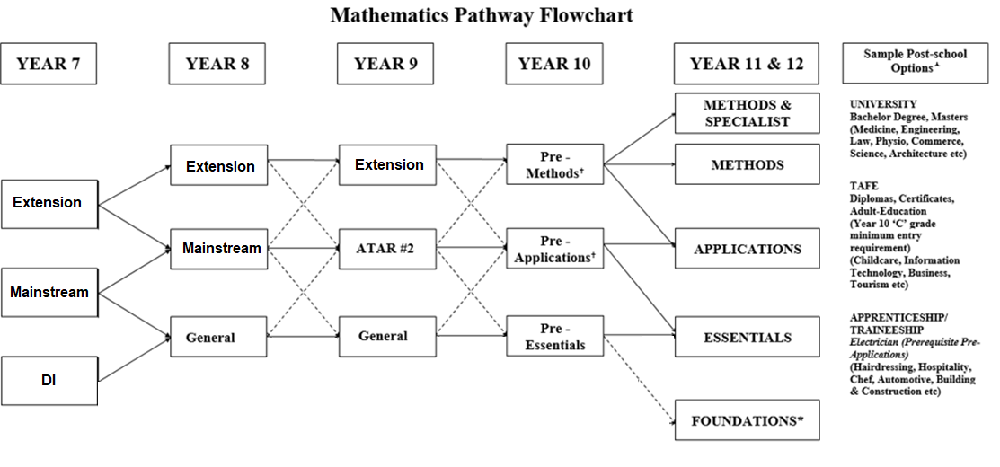 Mathematics Pathway Flowchart
YEAR 7
YEAR 8
YEAR 9
YEAR 10
YEAR 11 & 12
Sample Post-school
Options⅄
Extension
Mainstream
DI
Extension
Mainstream
General
Extension
ATAR #2
General
Pre -
Methods†
Pre -
Applications†
Pre -
Essentials
METHODS &
SPECIALIST
METHODS
APPLICATIONS
ESSENTIALS
FOUNDATIONS*
UNIVERSITY
Bachelor Degree, Masters
(Medicine, Engineering,
Law, Physio, Commerce,
Science, Architecture etc)
TAFE
Diplomas, Certificates,
Adult-Education
(Year 10 ‘C’ grade
minimum entry
requirement)
(Childcare, Information
Technology, Business,
Tourism etc)
APPRENTICESHIP/
TRAINEESHIP
Electrician (Prerequisite Pre-
Applications)
(Hairdressing, Hospitality,
Chef, Automotive, Building
& Construction etc)